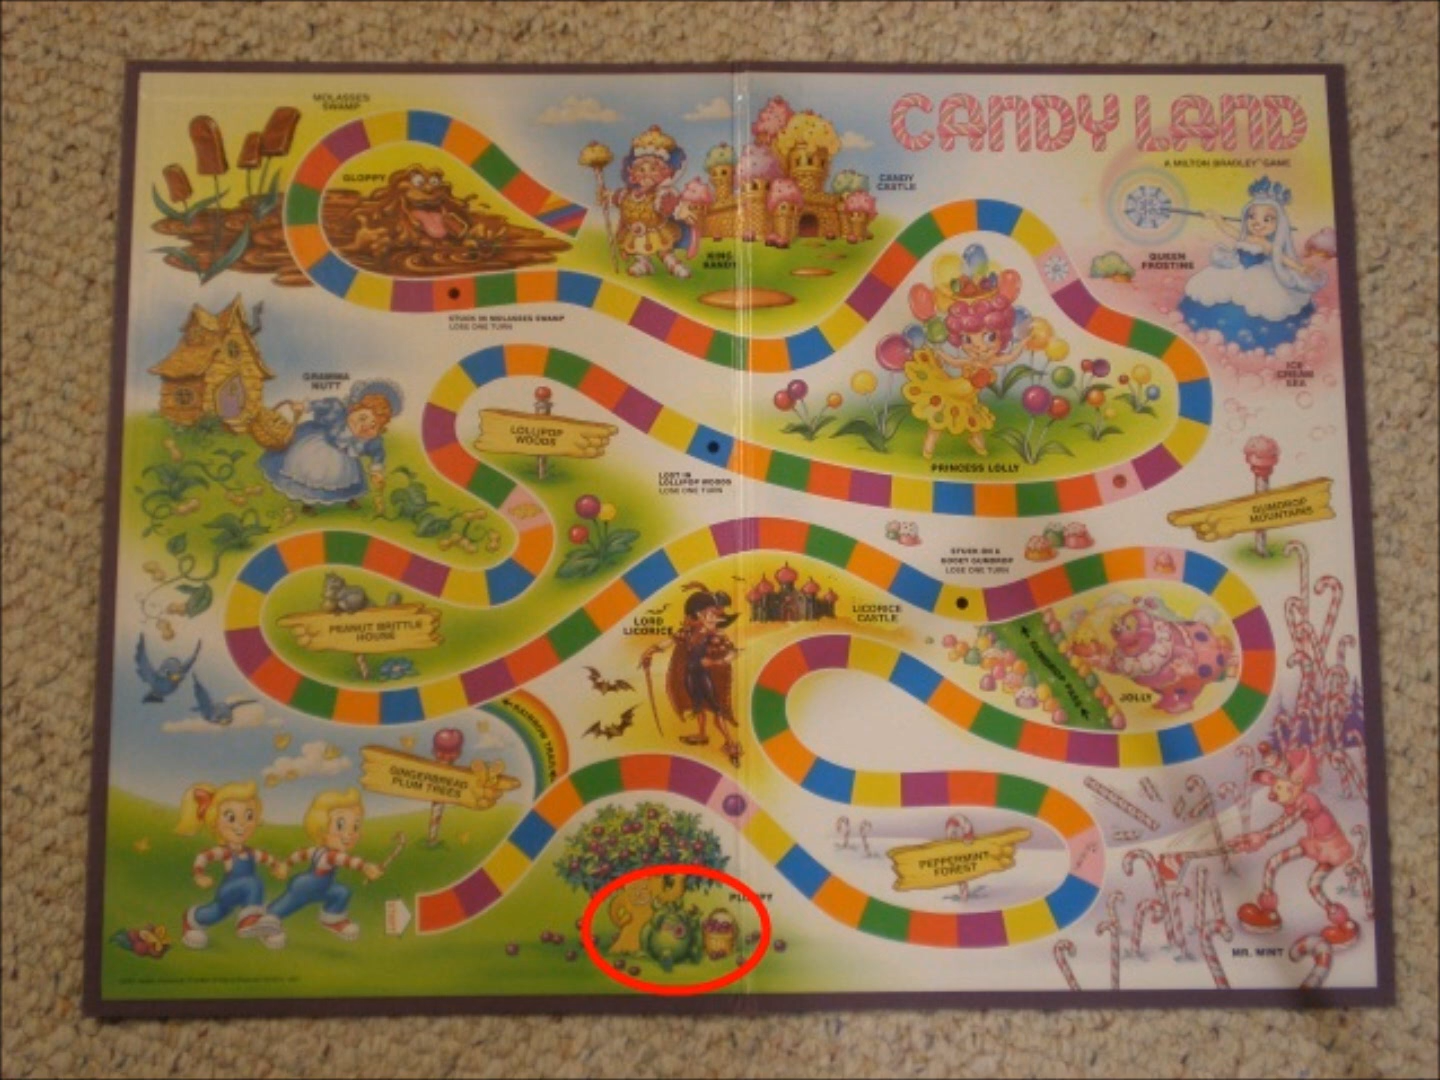 MOLASSES
SWAMP
CANDY LAND
A MILTON BRADLEY GAME
GLOPPY
CANDY
CASTLE
KING
KANDY
QUEEN
FROSTINE
STUCK IN MOLASSES SWAMP
LOSE ONE TURN
GRAMMA
NUTT
ICE
CREAM
SEA
LOLLIPOP
WOODS
PRINCESS LOLLY
LOST IN
LOLLIPOP WOODS
LOSE ONE TURN
GUMDROP
MOUNTAINS
STUCK ON A
GOOEY GUMDROP
LOSE ONE TURN
LORD
LICORICE
LICORICE
CASTLE
PEANUT BRITTLE
HOUSE
GUMDROP PASS
JOLLY
RAINBOW TRAIL
GINGERBREAD
PLUM TREES
PEPPERMINT
FOREST
MR. MINT